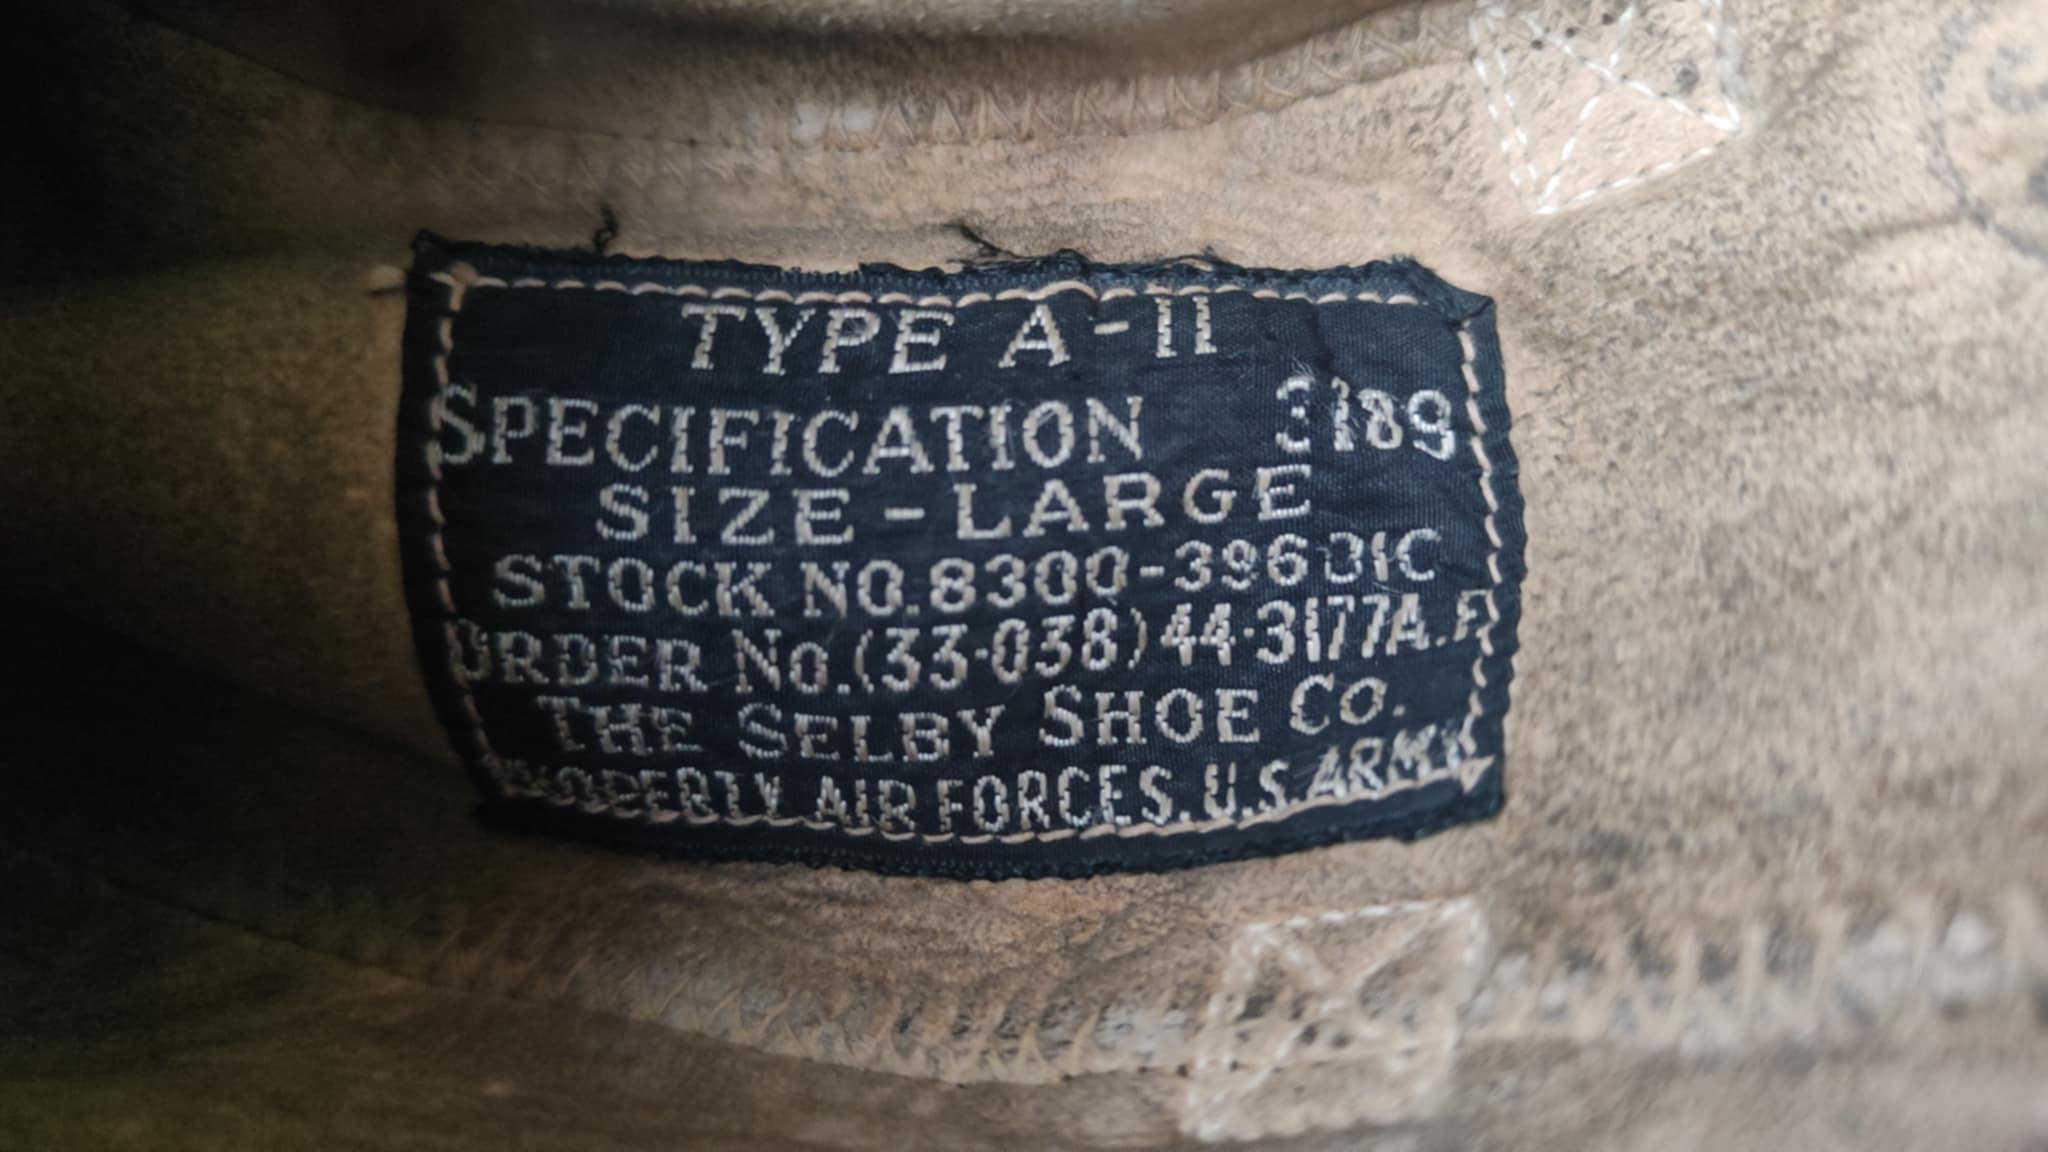 TYPE A-11
SPECIFICATION 3189
SIZE - LARGE
STOCK NO. 8300-396
ORDER No. (33-038) 44-3177A.F.
THE SELBY SHOE CO.
PROPERTY AIR FORCES. U.S. ARMY